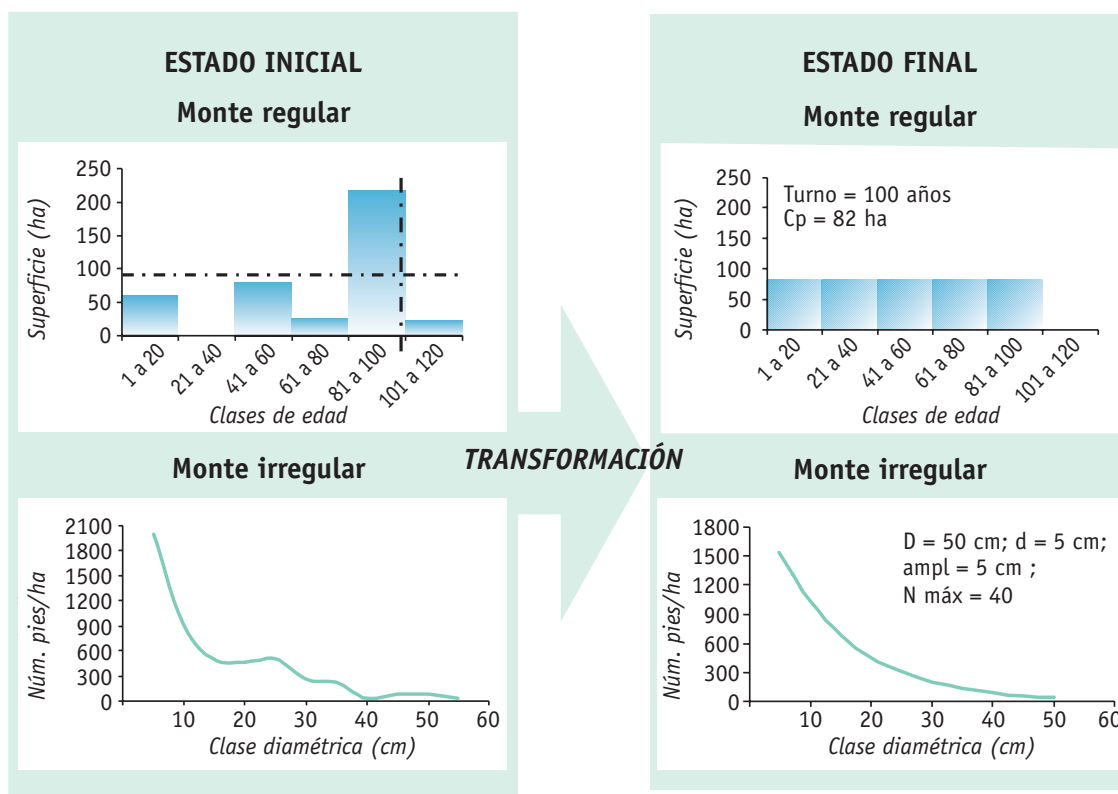 ESTADO INICIAL
Monte regular
Superficie (ha)
250
200
150
100
50
0
1 a 20
21 a 40
41 a 60
61 a 80
81 a 100
101 a 120
Clases de edad
Monte irregular
Núm. pies/ha
2100
1800
1500
1200
900
600
300
0
10
20
30
40
50
60
Clase diamétrica (cm)
TRANSFORMACIÓN
ESTADO FINAL
Monte regular
Superficie (ha)
250
200
150
100
50
0
Turno = 100 años
Cp = 82 ha
1 a 20
21 a 40
41 a 60
61 a 80
81 a 100
101 a 120
Clases de edad
Monte irregular
Núm. pies/ha
1800
1500
1200
900
600
300
0
D = 50 cm; d = 5 cm;
ampl = 5 cm ;
N máx = 40
10
20
30
40
50
60
Clase diamétrica (cm)